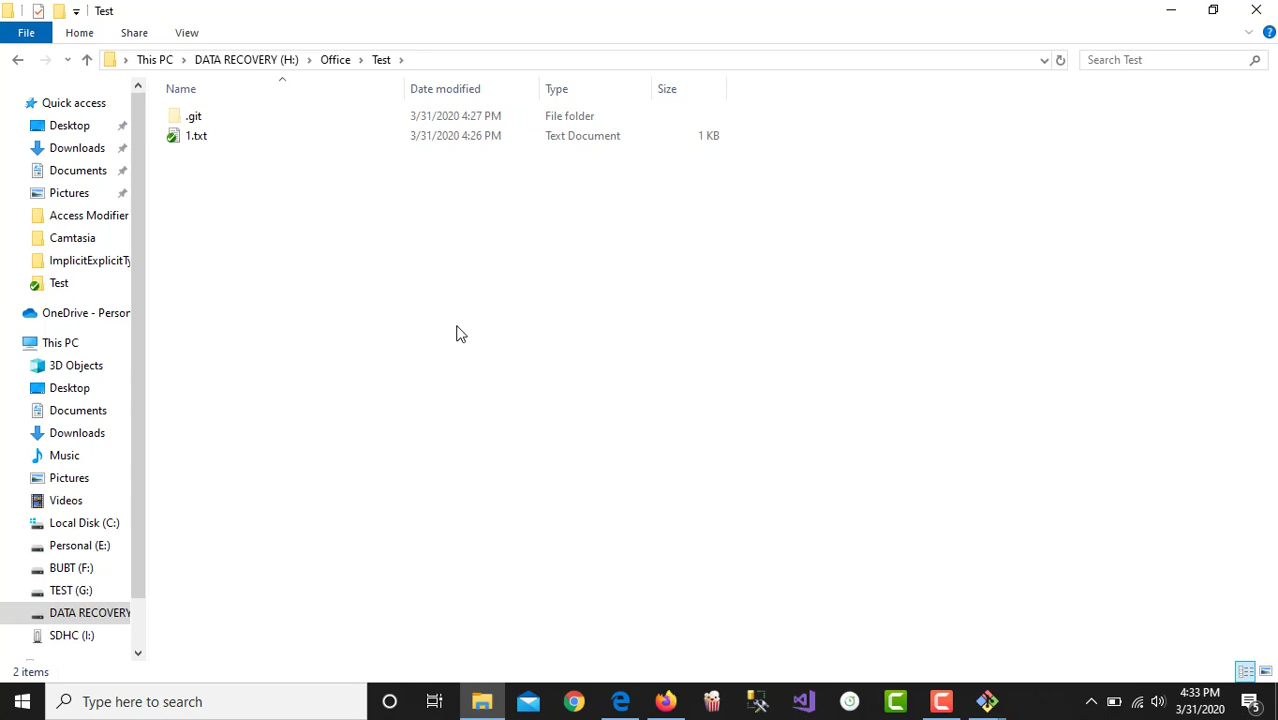 Test
File Home Share View
This PC DATA RECOVERY (H:) Office Test Search Test
Name Date modified Type Size
.git 3/31/2020 4:27 PM File folder
1.txt 3/31/2020 4:26 PM Text Document 1 KB
Quick access
Desktop
Downloads
Documents
Pictures
Access Modifier
Camtasia
ImplicitExplicitTy
Test
OneDrive - Person
This PC
3D Objects
Desktop
Documents
Downloads
Music
Pictures
Videos
Local Disk (C:)
Personal (E:)
BUBT (F:)
TEST (G:)
DATA RECOVERY
SDHC (I:)
2 items
Type here to search
4:33 PM
3/31/2020
5